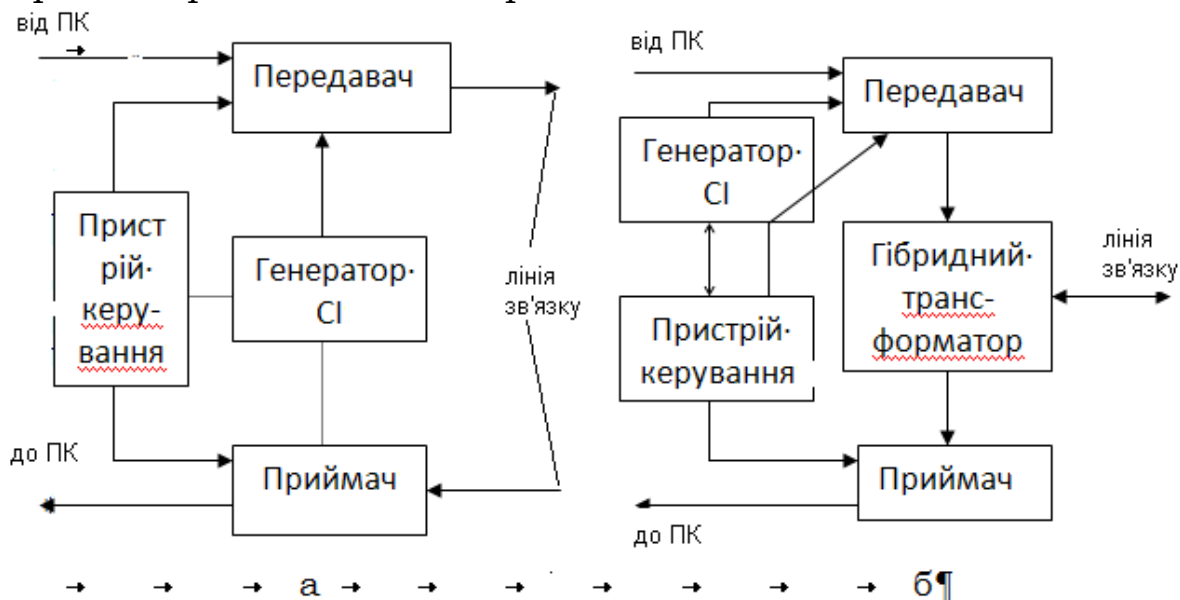 від ПК
Передавач
Прист
рій·
керу-
вання
Генератор·
СІ
лінія
зв'язку
до ПК
Приймач
а
від ПК
Передавач
Генератор·
СІ
Гібридний·
транс-
форматор
лінія
зв'язку
Пристрій·
керування
Приймач
до ПК
б¶